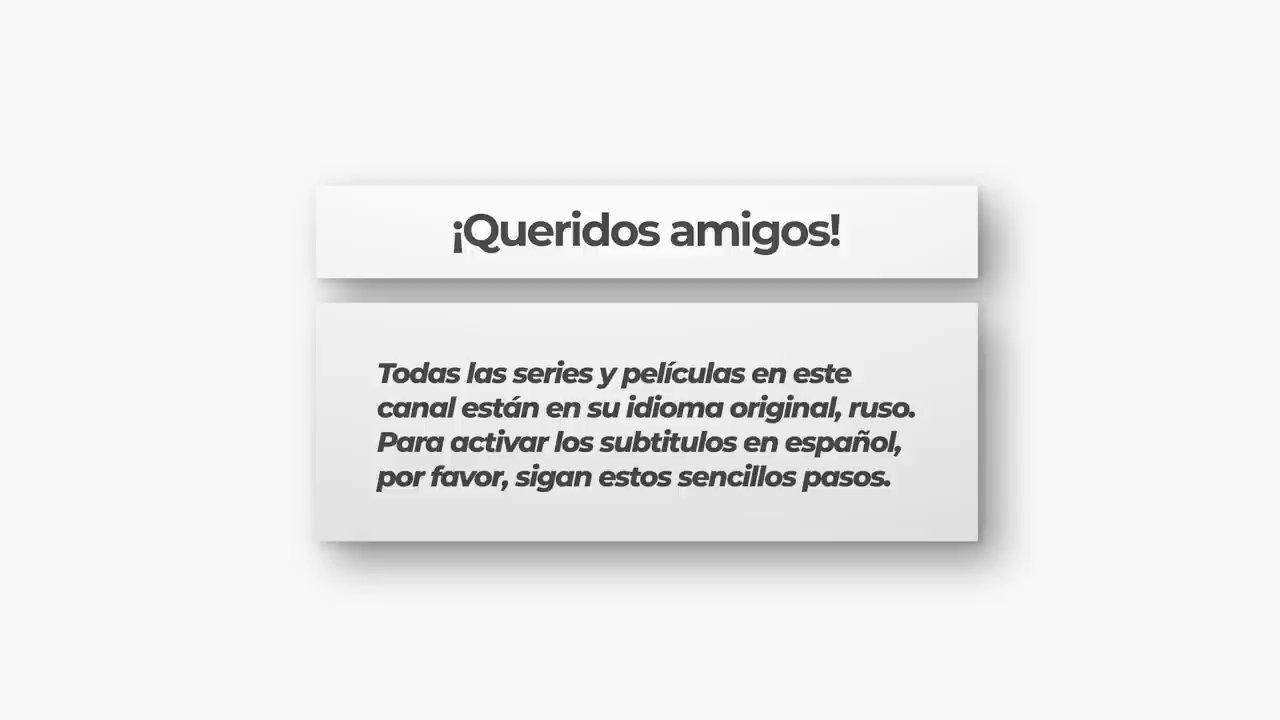 ¡Queridos amigos!
Todas las series y películas en este
canal están en su idioma original, ruso.
Para activar los subtitulos en español,
por favor, sigan estos sencillos pasos.